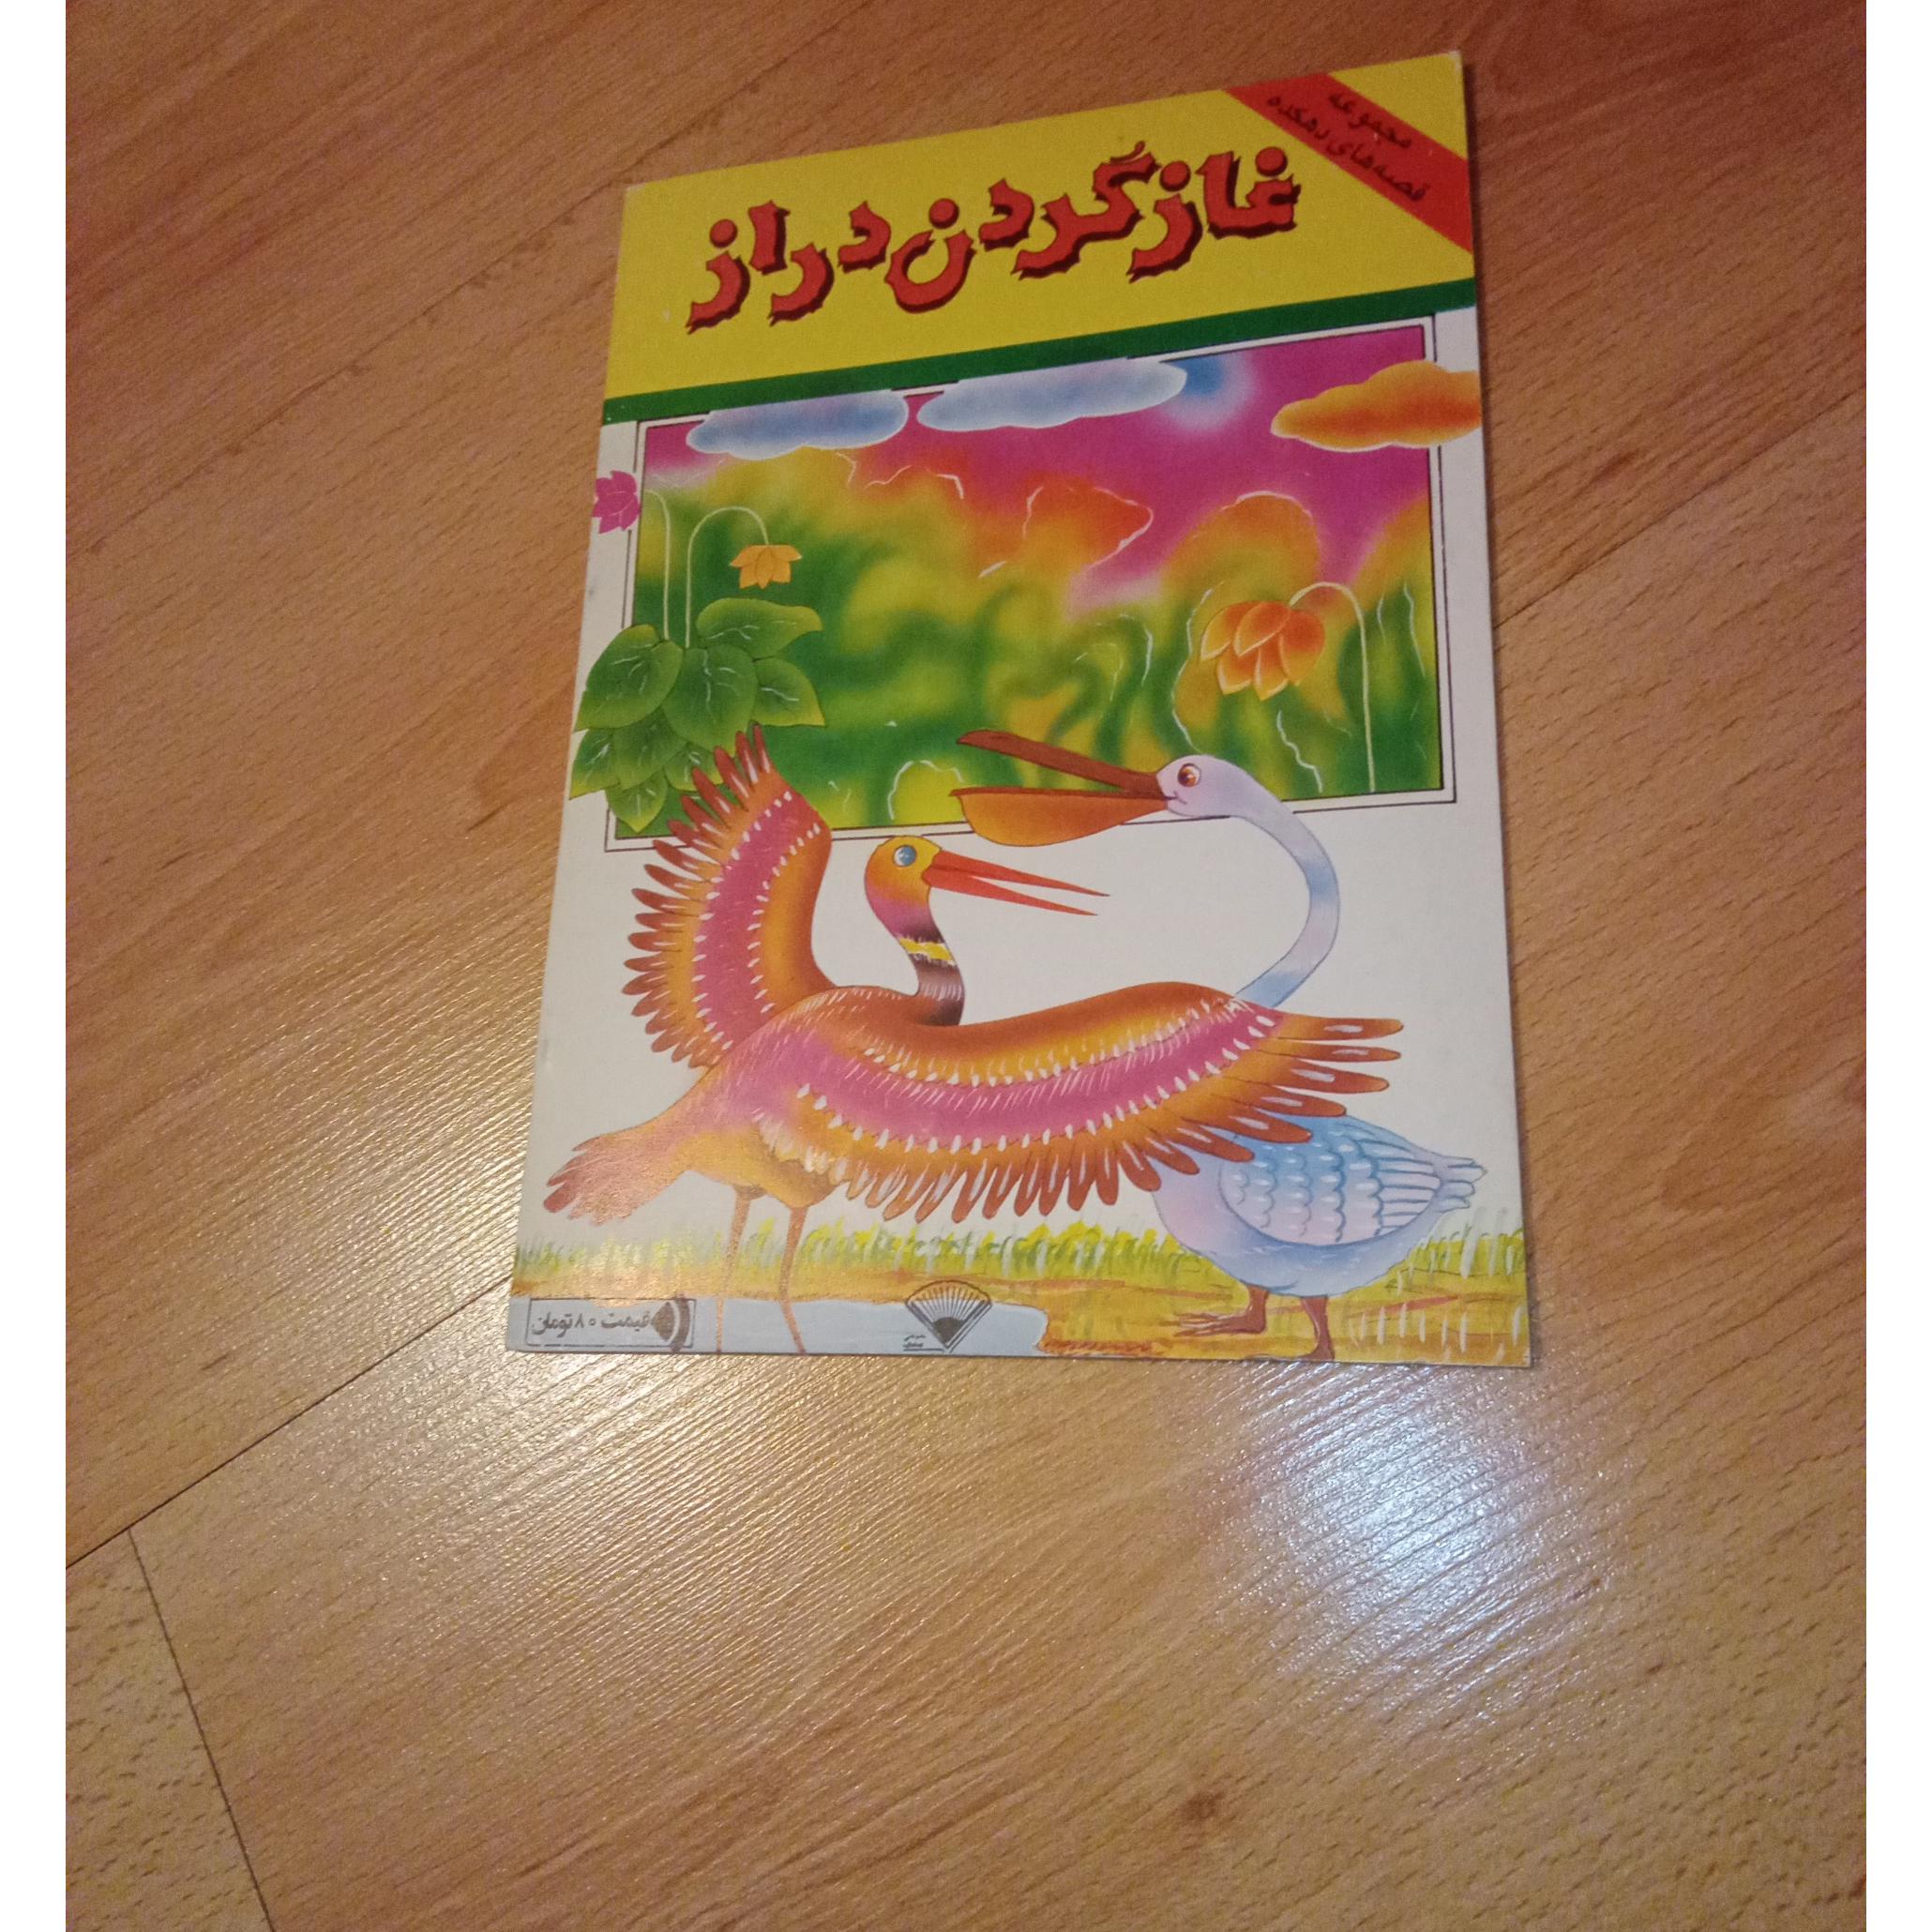 مجموعه
قصه‌های دهکده
غاز گردن دراز
قیمت ۸۰ تومان